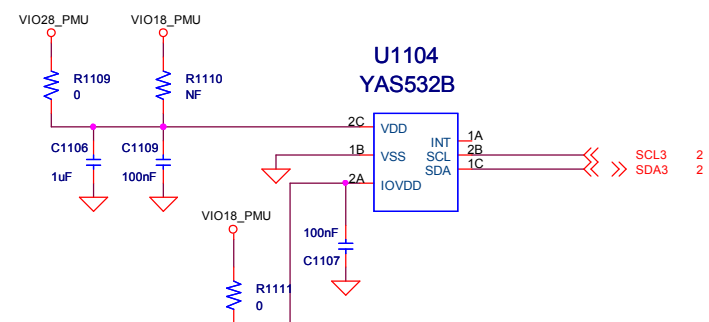 VIO28_PMU VIO18_PMU
U1104
YAS532B
R1109
0
R1110
NF
2C VDD
C1106
1uF
C1109
100nF
1B VSS
2A IOVDD
INT 1A
SCL 2B
SDA 1C
SCL3 2
SDA3 2
VIO18_PMU
100nF
C1107
R1111
0